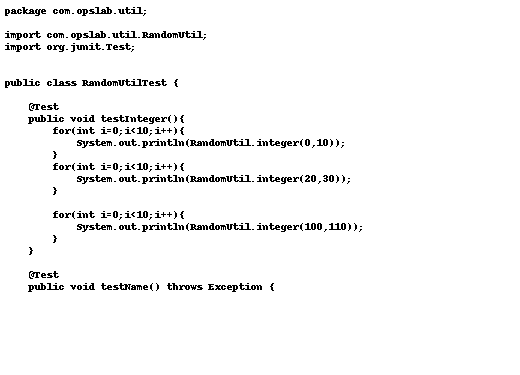 package com.opslab.util;

import com.opslab.util.RandomUtil;
import org.junit.Test;


public class RandomUtilTest {

    @Test
    public void testInteger(){
        for(int i=0;i<10;i++){
            System.out.println(RandomUtil.integer(0,10));
        }
        for(int i=0;i<10;i++){
            System.out.println(RandomUtil.integer(20,30));
        }

        for(int i=0;i<10;i++){
            System.out.println(RandomUtil.integer(100,110));
        }
    }

    @Test
    public void testName() throws Exception {